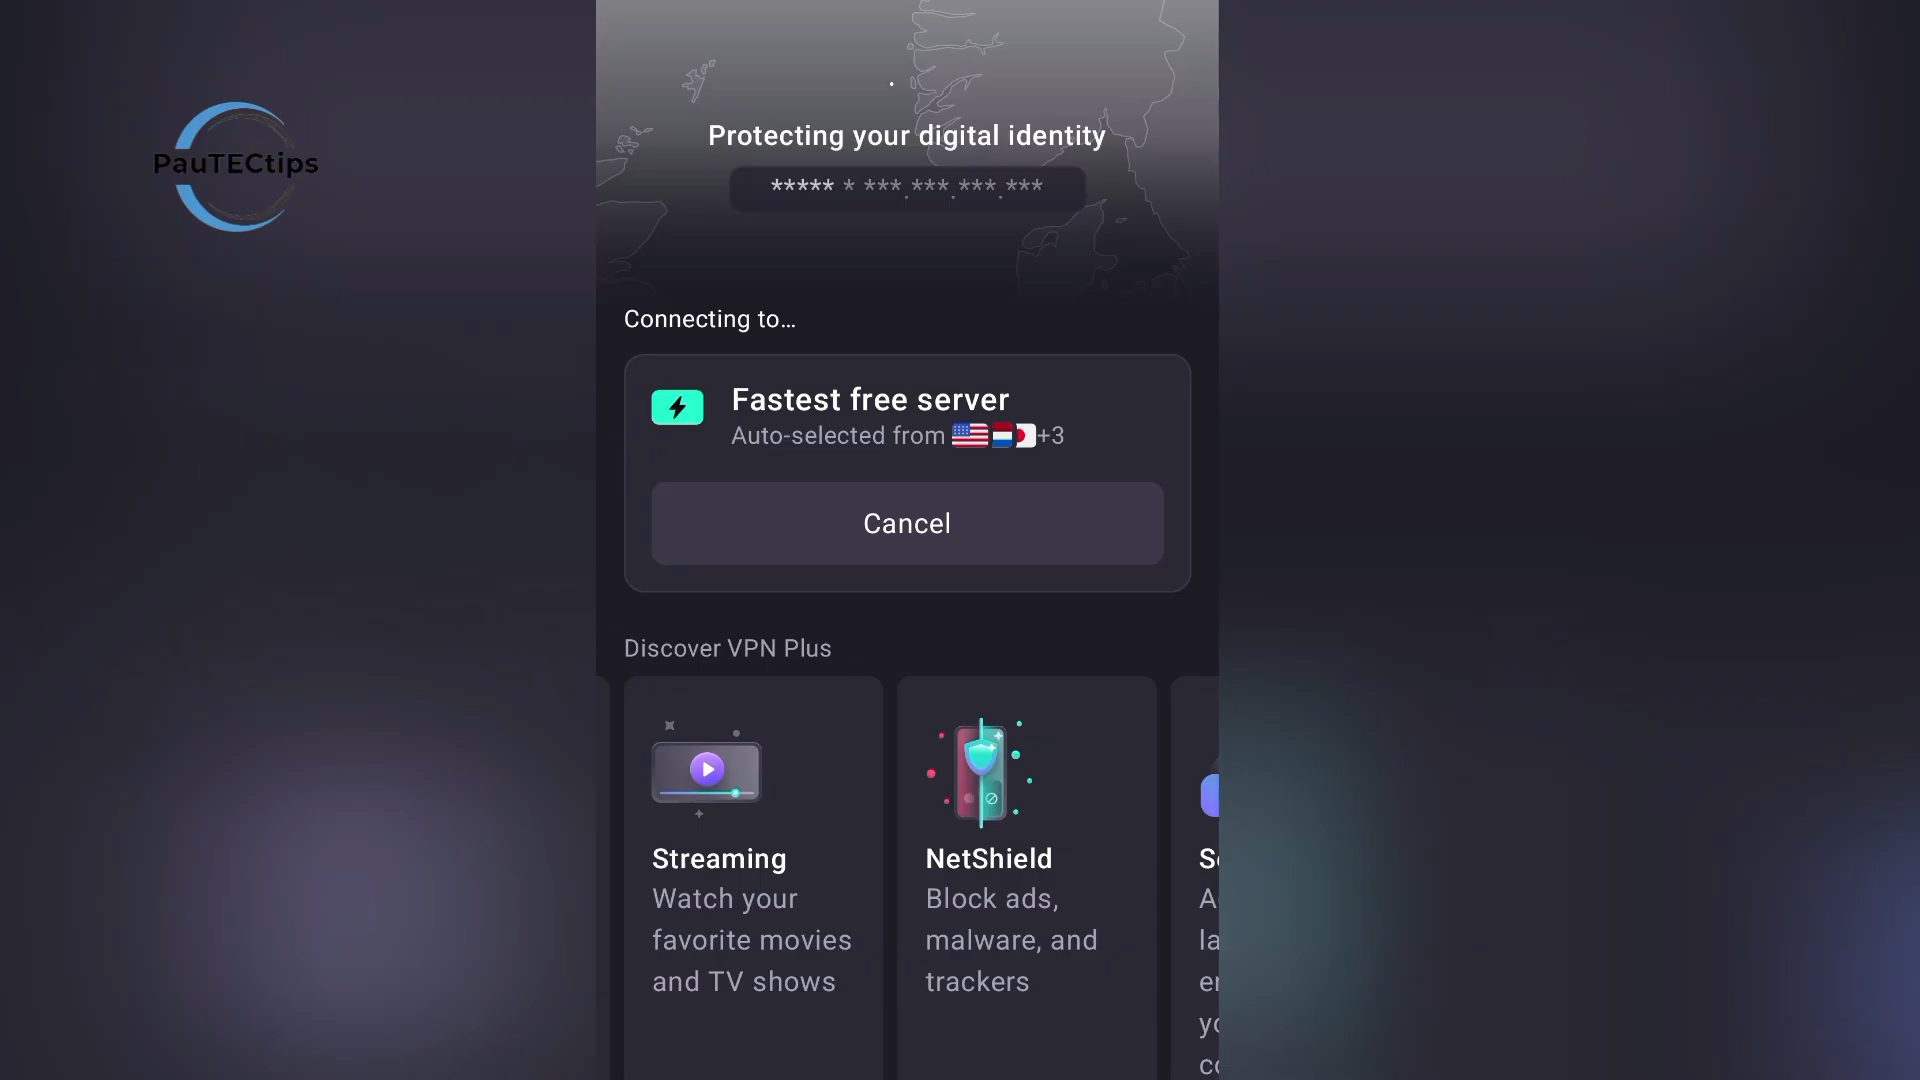 PauTECtips
Protecting your digital identity
***** * ***.***.***.***
Connecting to…
Fastest free server
Auto-selected from +3
Cancel
Discover VPN Plus
Streaming
Watch your
favorite movies
and TV shows
NetShield
Block ads,
malware, and
trackers